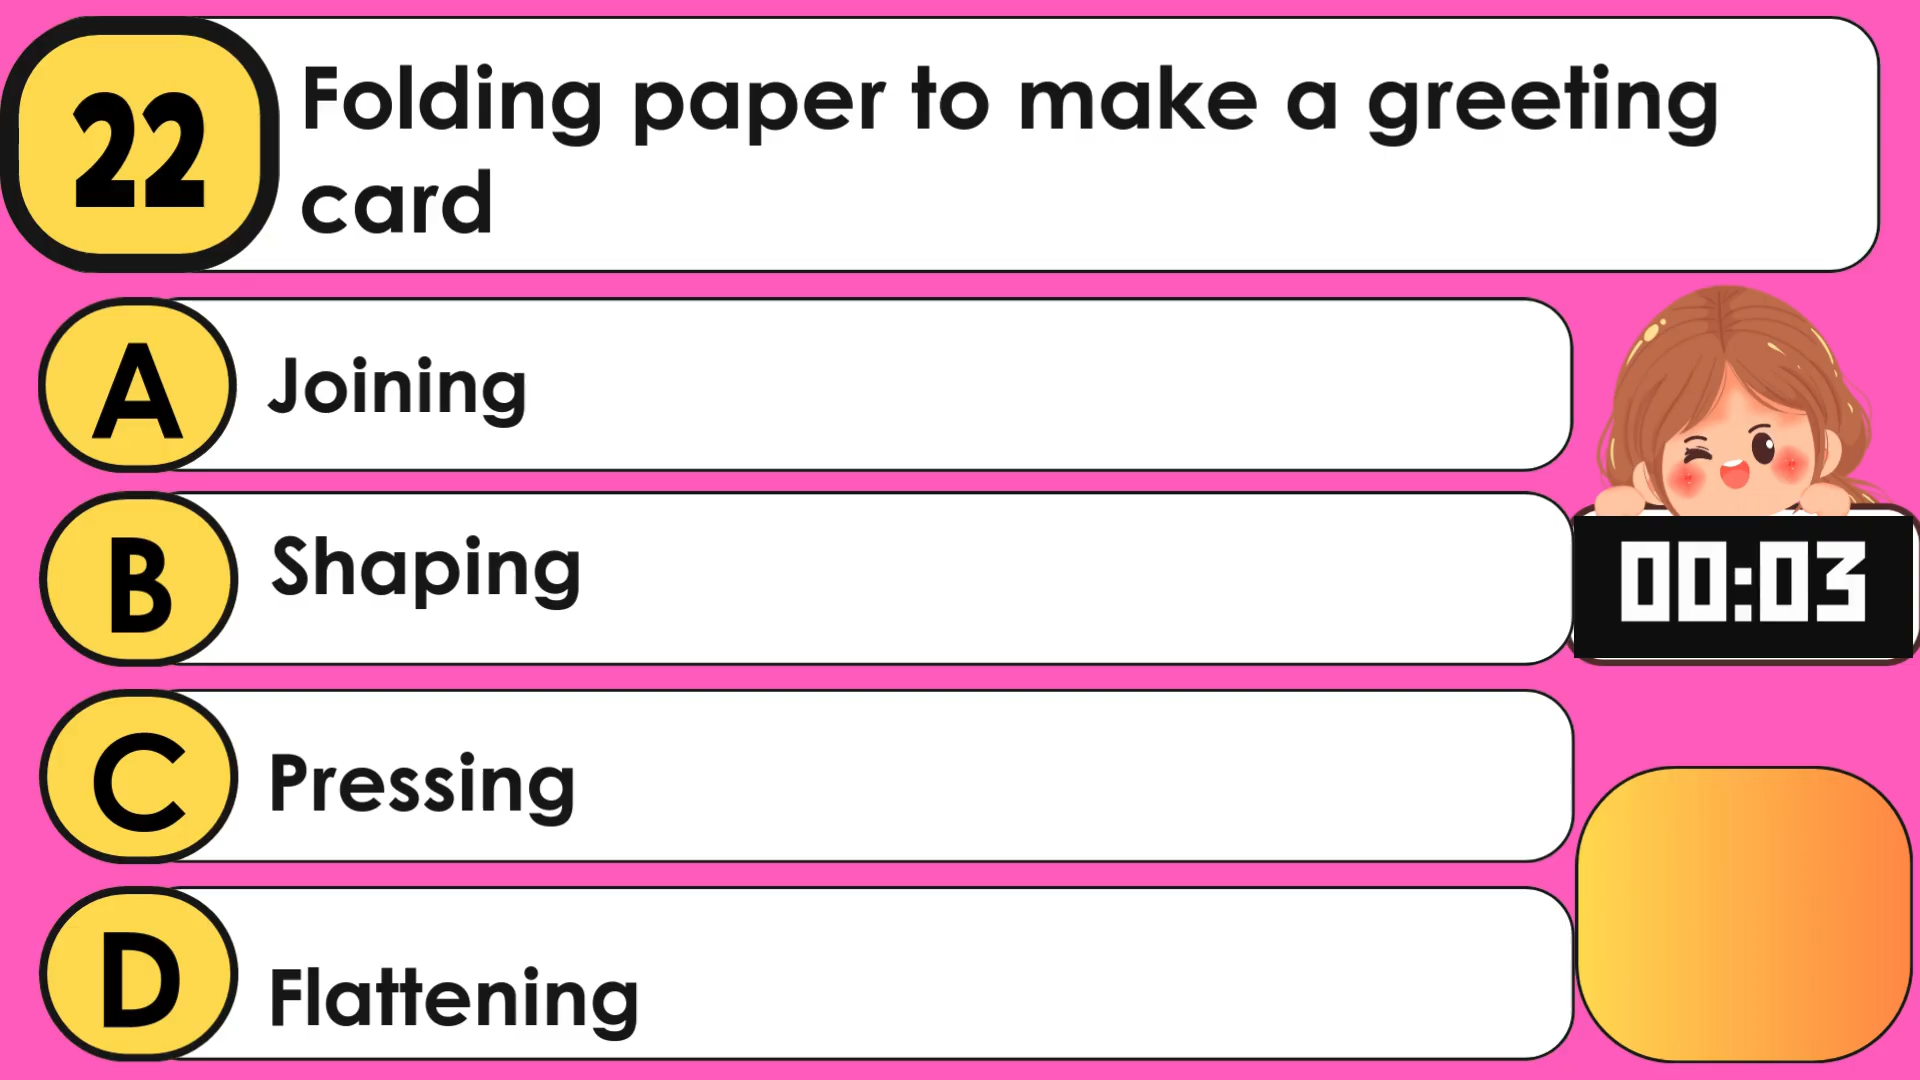 22
Folding paper to make a greeting
card
A
Joining
B
Shaping
00:03
C
Pressing
D
Flattening